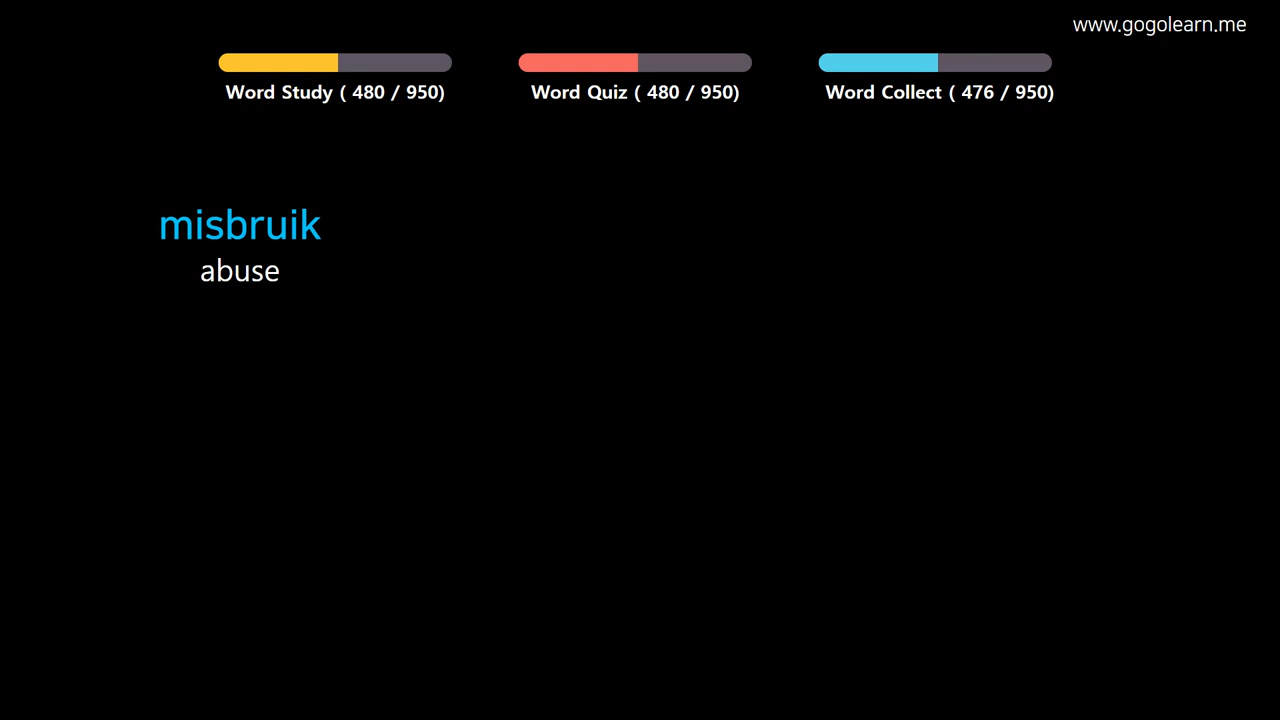 www.gogolearn.me
Word Study ( 480 / 950)
Word Quiz ( 480 / 950)
Word Collect ( 476 / 950)
misbruik
abuse